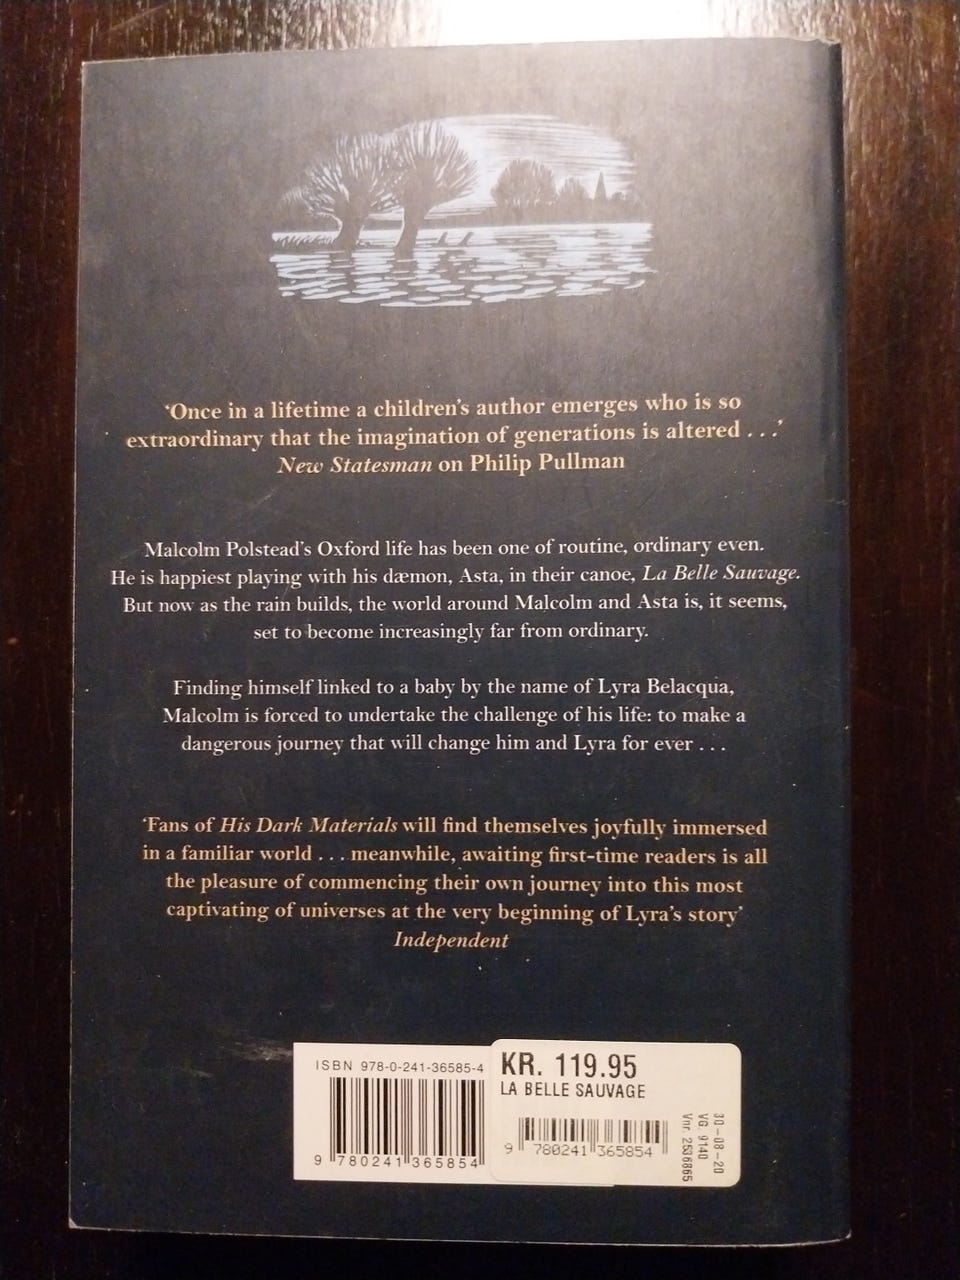 ‘Once in a lifetime a children’s author emerges who is so
extraordinary that the imagination of generations is altered . . .’
New Statesman on Philip Pullman
Malcolm Polstead’s Oxford life has been one of routine, ordinary even.
He is happiest playing with his dæmon, Asta, in their canoe, La Belle Sauvage.
But now as the rain builds, the world around Malcolm and Asta is, it seems,
set to become increasingly far from ordinary.
Finding himself linked to a baby by the name of Lyra Belacqua,
Malcolm is forced to undertake the challenge of his life: to make a
dangerous journey that will change him and Lyra for ever . . .
‘Fans of His Dark Materials will find themselves joyfully immersed
in a familiar world . . . meanwhile, awaiting first-time readers is all
the pleasure of commencing their own journey into this most
captivating of universes at the very beginning of Lyra’s story’
Independent
ISBN 978-0-241-36585-4
9 780241 365854
KR. 119.95
LA BELLE SAUVAGE
9 780241 365854
30-08-20
VG. 9140
Vnr. 2536865